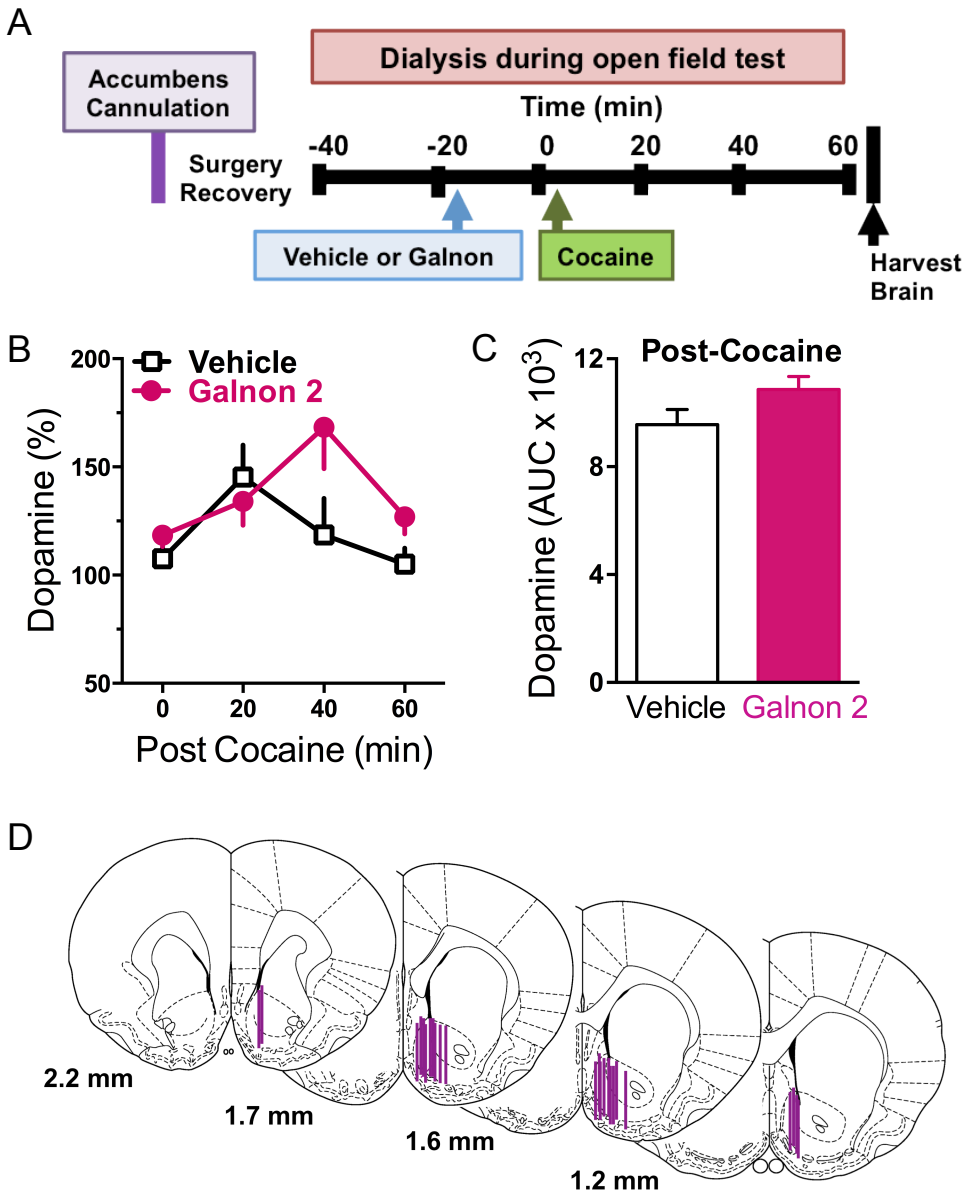 A
Dialysis during open field test
Accumbens
Cannulation
Time (min)
-40 -20 0 20 40 60
Surgery
Recovery
Vehicle or Galnon
Cocaine
Harvest
Brain
B
Vehicle
Galnon 2
Dopamine (%)
200
150
100
50
0 20 40 60
Post Cocaine (min)
C
Post-Cocaine
Dopamine (AUC x 10³)
12
8
4
0
Vehicle Galnon 2
D
2.2 mm
1.7 mm
1.6 mm
1.2 mm